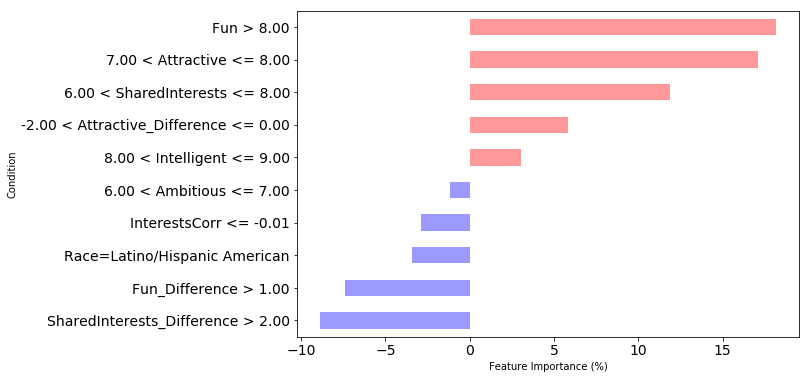 Fun > 8.00
7.00 < Attractive <= 8.00
6.00 < SharedInterests <= 8.00
-2.00 < Attractive_Difference <= 0.00
8.00 < Intelligent <= 9.00
6.00 < Ambitious <= 7.00
InterestsCorr <= -0.01
Race=Latino/Hispanic American
Fun_Difference > 1.00
SharedInterests_Difference > 2.00
Condition
−10 −5 0 5 10 15
Feature Importance (%)